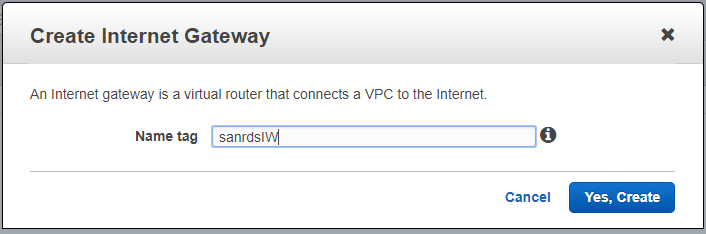 Create Internet Gateway
An Internet gateway is a virtual router that connects a VPC to the Internet.
Name tag sanrdsIW
Cancel Yes, Create